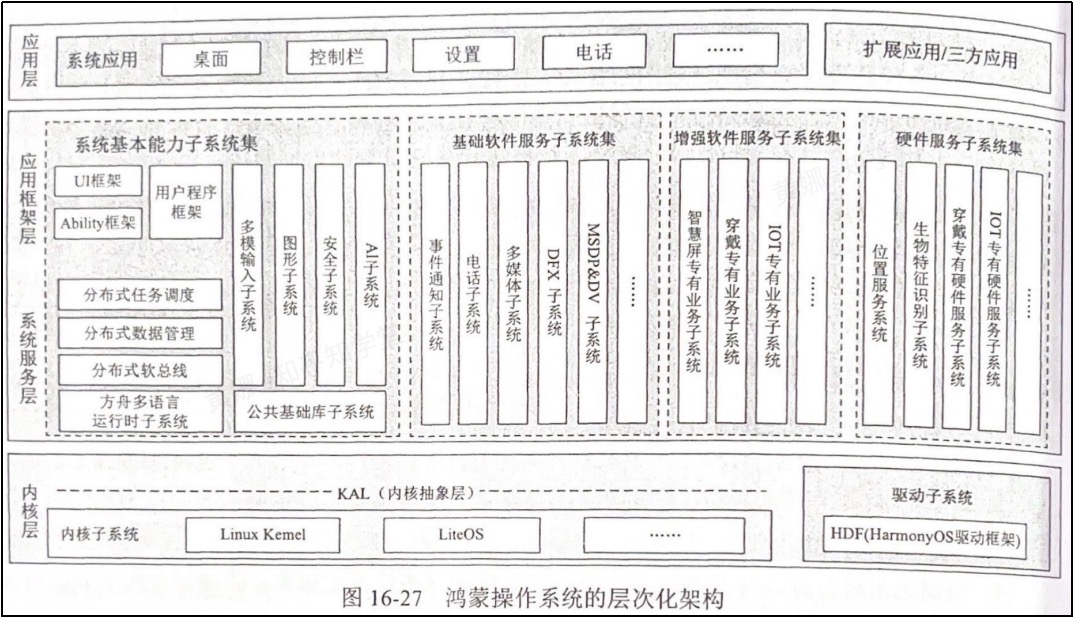 应用层
系统应用
桌面
控制栏
设置
电话
……
扩展应用/三方应用
应用框架层
系统服务层
系统基本能力子系统集
UI框架
Ability框架
用户程序
框架
分布式任务调度
分布式数据管理
分布式软总线
方舟多语言
运行时子系统
多模输入子系统
图形子系统
安全子系统
AI子系统
公共基础库子系统
基础软件服务子系统集
事件通知子系统
电话子系统
多媒体子系统
DFX 子系统
MSDP&DV 子系统
……
增强软件服务子系统集
智慧屏专有业务子系统
穿戴专有业务子系统
IOT专有业务子系统
……
硬件服务子系统集
位置服务系统
生物特征识别子系统
穿戴专有硬件服务子系统
IOT专有硬件服务子系统
……
内核层
KAL（内核抽象层）
内核子系统
Linux Kemel
LiteOS
……
驱动子系统
HDF(HarmonyOS驱动框架)
图 16-27 鸿蒙操作系统的层次化架构